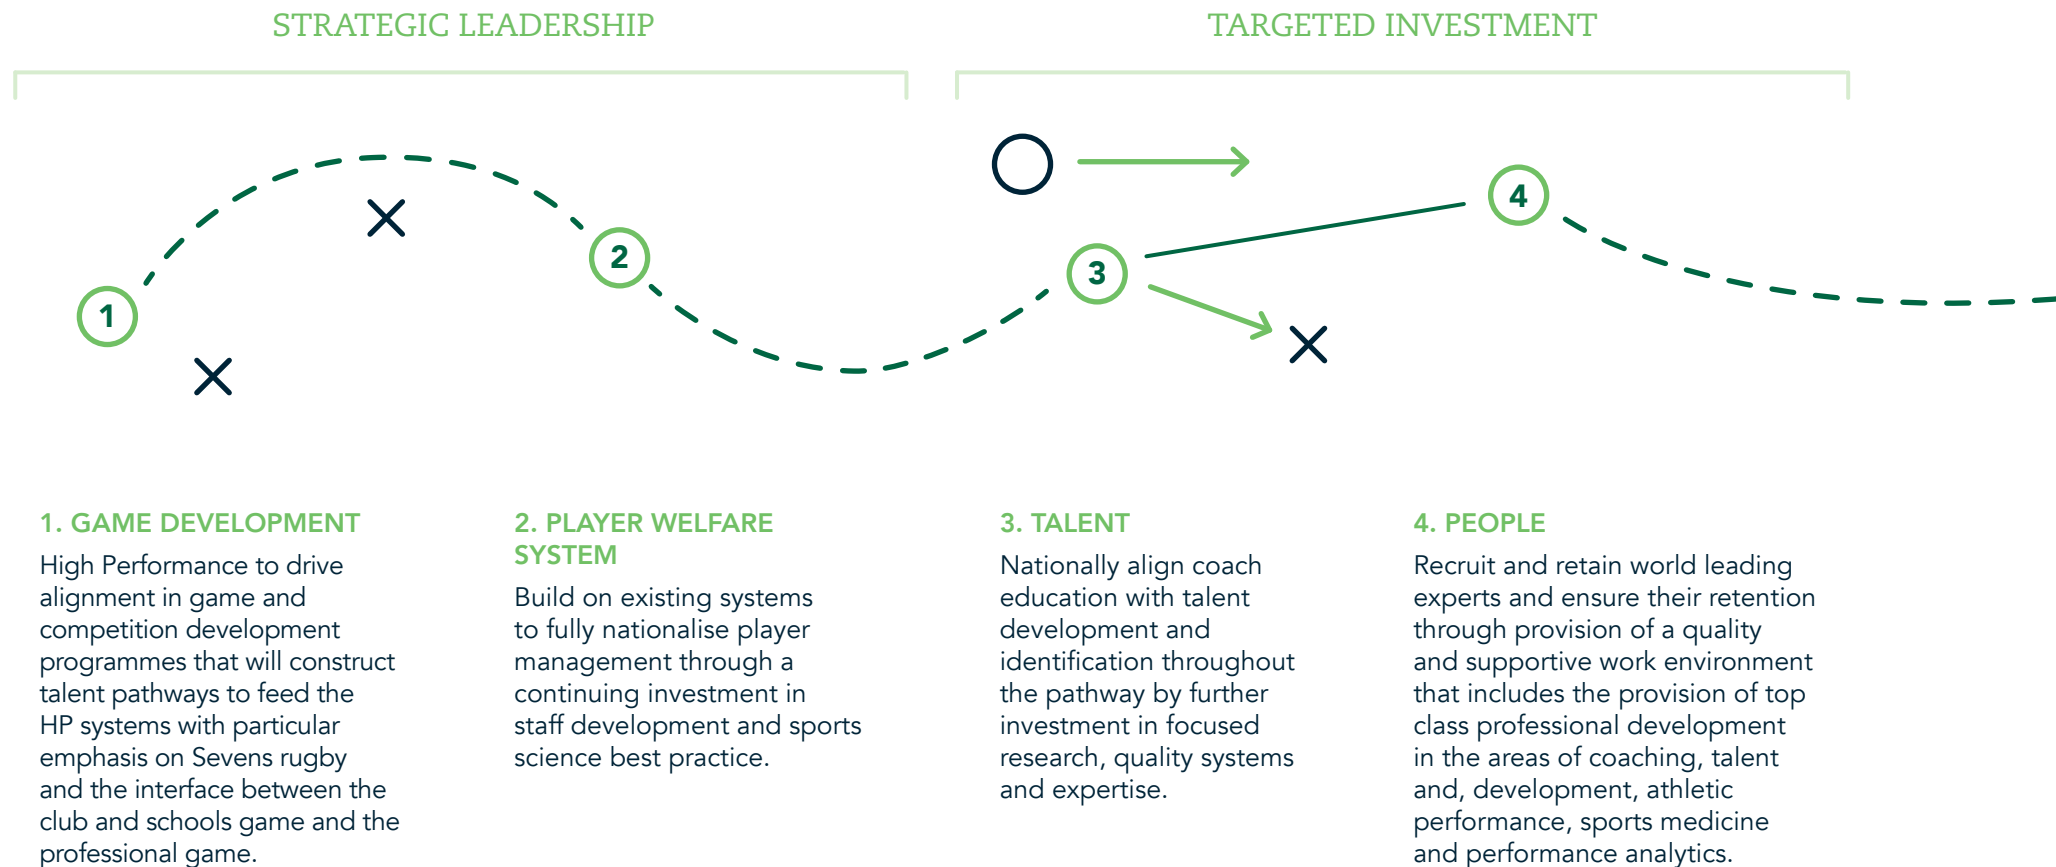 STRATEGIC LEADERSHIP
TARGETED INVESTMENT
1
2
3
4
1. GAME DEVELOPMENT
High Performance to drive
alignment in game and
competition development
programmes that will construct
talent pathways to feed the
HP systems with particular
emphasis on Sevens rugby
and the interface between the
club and schools game and the
professional game.
2. PLAYER WELFARE
SYSTEM
Build on existing systems
to fully nationalise player
management through a
continuing investment in
staff development and sports
science best practice.
3. TALENT
Nationally align coach
education with talent
development and
identification throughout
the pathway by further
investment in focused
research, quality systems
and expertise.
4. PEOPLE
Recruit and retain world leading
experts and ensure their retention
through provision of a quality
and supportive work environment
that includes the provision of top
class professional development
in the areas of coaching, talent
and, development, athletic
performance, sports medicine
and performance analytics.